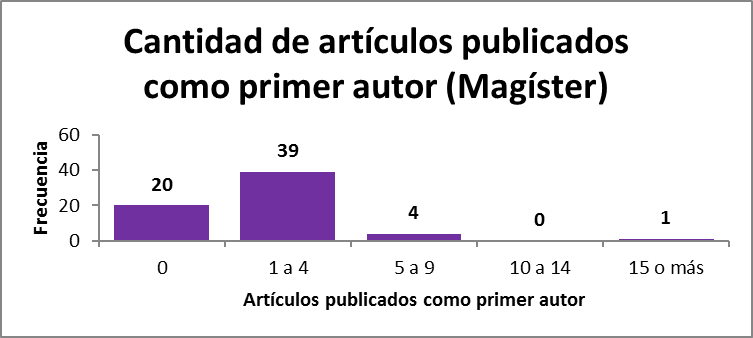 Cantidad de artículos publicados
como primer autor (Magíster)
Frecuencia
60
40
20
0
20
39
4
0
1
0
1 a 4
5 a 9
10 a 14
15 o más
Artículos publicados como primer autor